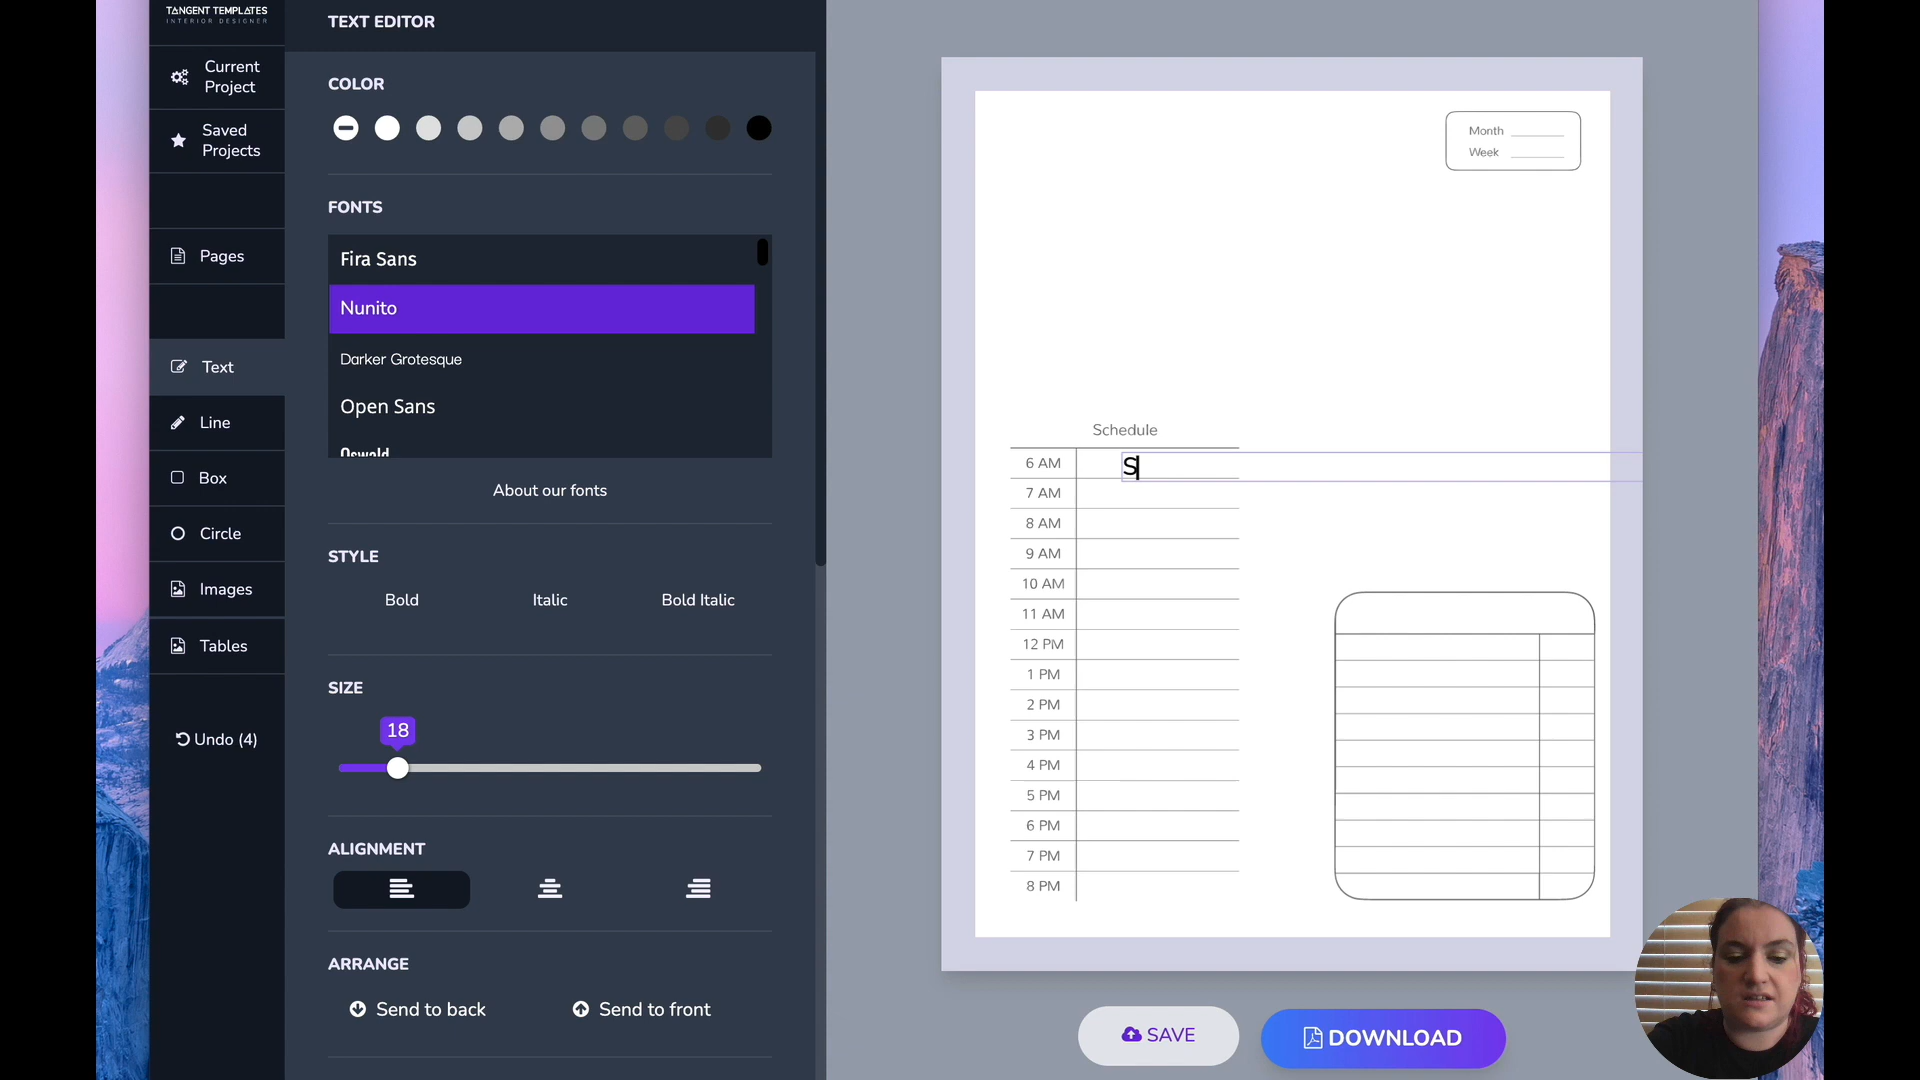 TANGENT TEMPLATES
INTERIOR DESIGNER
Current
Project
Saved
Projects
Pages
Text
Line
Box
Circle
Images
Tables
Undo (4)
TEXT EDITOR
COLOR
FONTS
Fira Sans
Nunito
Darker Grotesque
Open Sans
Oswald
About our fonts
STYLE
Bold Italic Bold Italic
SIZE
18
ALIGNMENT
ARRANGE
Send to back Send to front
Month
Week
Schedule
6 AM S
7 AM
8 AM
9 AM
10 AM
11 AM
12 PM
1 PM
2 PM
3 PM
4 PM
5 PM
6 PM
7 PM
8 PM
SAVE DOWNLOAD